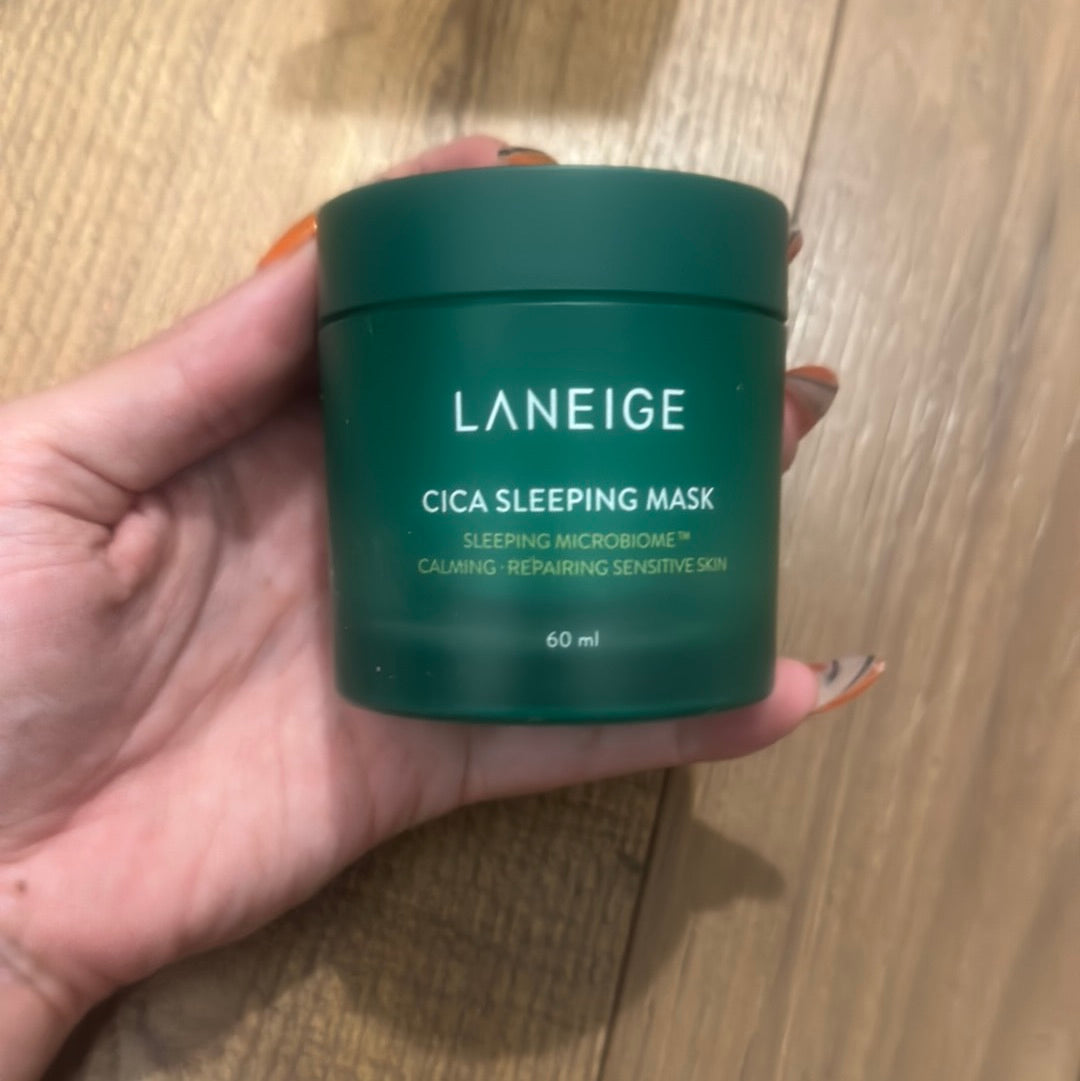 LANEIGE
CICA SLEEPING MASK
SLEEPING MICROBIOME™
CALMING · REPAIRING SENSITIVE SKIN
60 ml